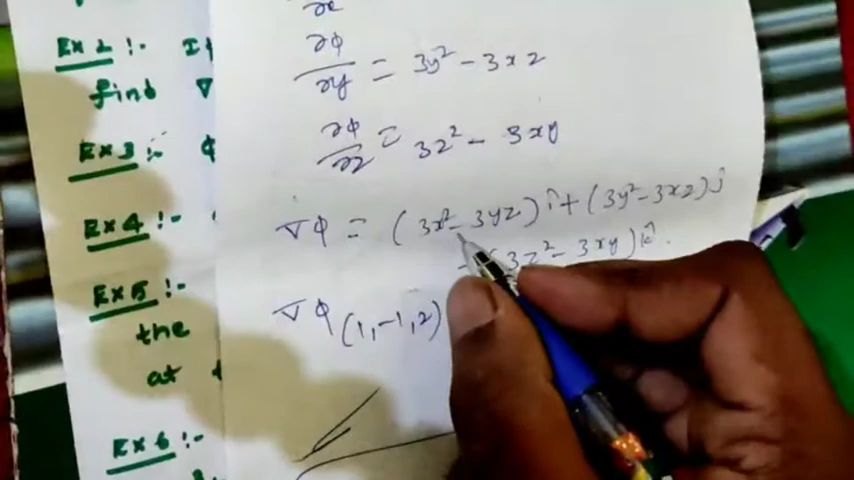 ∂x
Ex 2 :- If
find ∇
∂φ/∂y = 3y² - 3xz
Ex 3 :- φ
∂φ/∂z = 3z² - 3xy
Ex 4 :-
∇φ = (3x² - 3yz) î + (3y² - 3xz) ĵ
(3z² - 3xy) k̂.
Ex 5 :-
the
at
∇φ (1,-1,2)
Ex 6 :-